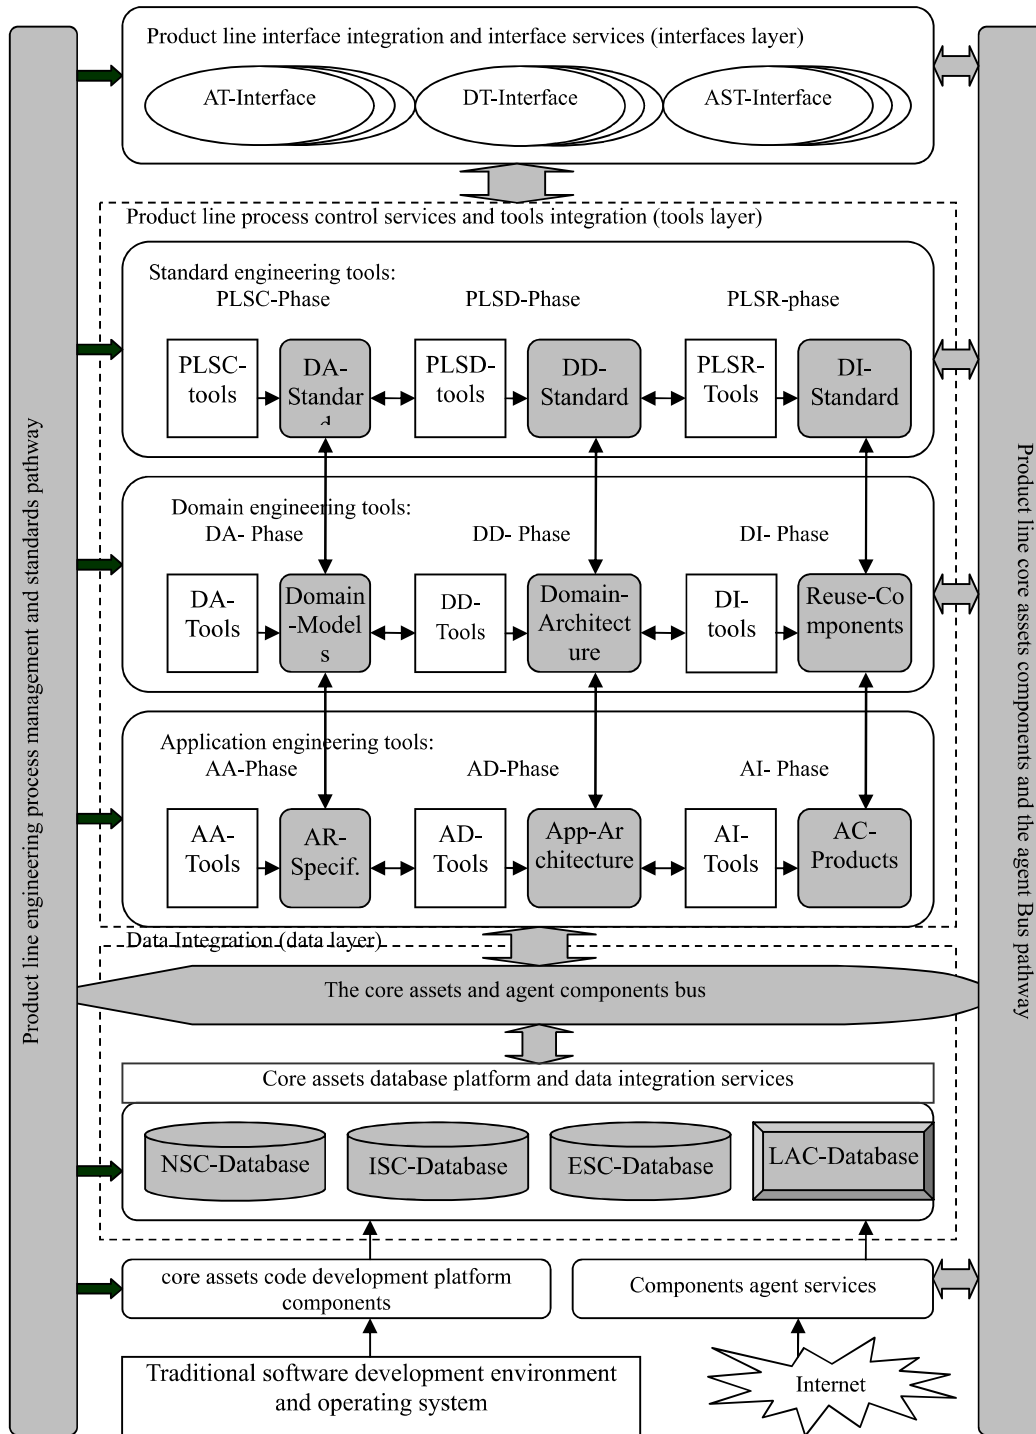 Product line engineering process management and standards pathway
Product line interface integration and interface services (interfaces layer)
AT-Interface
DT-Interface
AST-Interface
Product line process control services and tools integration (tools layer)
Standard engineering tools:
PLSC-Phase
PLSD-Phase
PLSR-phase
PLSC-
tools
DA-
Standar
d
PLSD-
tools
DD-
Standard
PLSR-
Tools
DI-
Standard
Domain engineering tools:
DA- Phase
DD- Phase
DI- Phase
DA-
Tools
Domain
-Model
s
DD-
Tools
Domain-
Architect
ure
DI-
tools
Reuse-Co
mponents
Application engineering tools:
AA-Phase
AD-Phase
AI- Phase
AA-
Tools
AR-
Specif.
AD-
Tools
App-Ar
chitecture
AI-
Tools
AC-
Products
Data Integration (data layer)
The core assets and agent components bus
Core assets database platform and data integration services
NSC-Database
ISC-Database
ESC-Database
LAC-Database
core assets code development platform
components
Components agent services
Traditional software development environment
and operating system
Internet
Product line core assets components and the agent Bus pathway